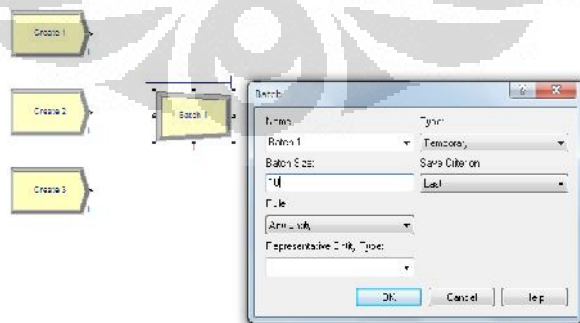 Create 1
Create 2
Create 3
Batch 1
Batch
Name: Type:
Batch 1 Temporary
Batch Size: Save Criterion
10 Last
Rule
Any Entity
Representative Entity Type:
OK Cancel Help